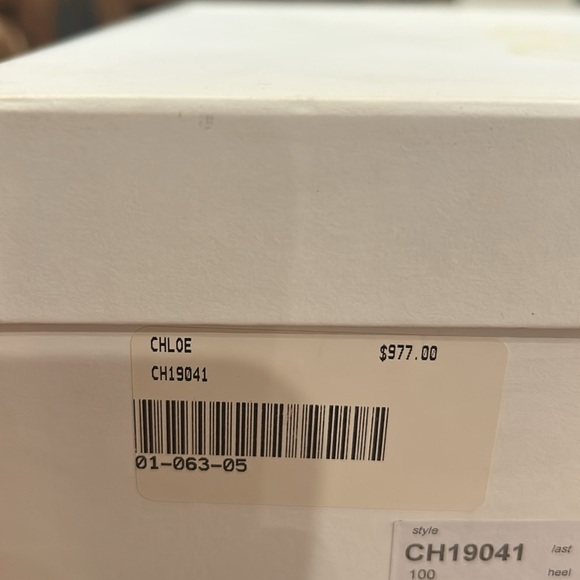 CHLOE $977.00
CH19041
01-063-05
style
CH19041 last
100 heel